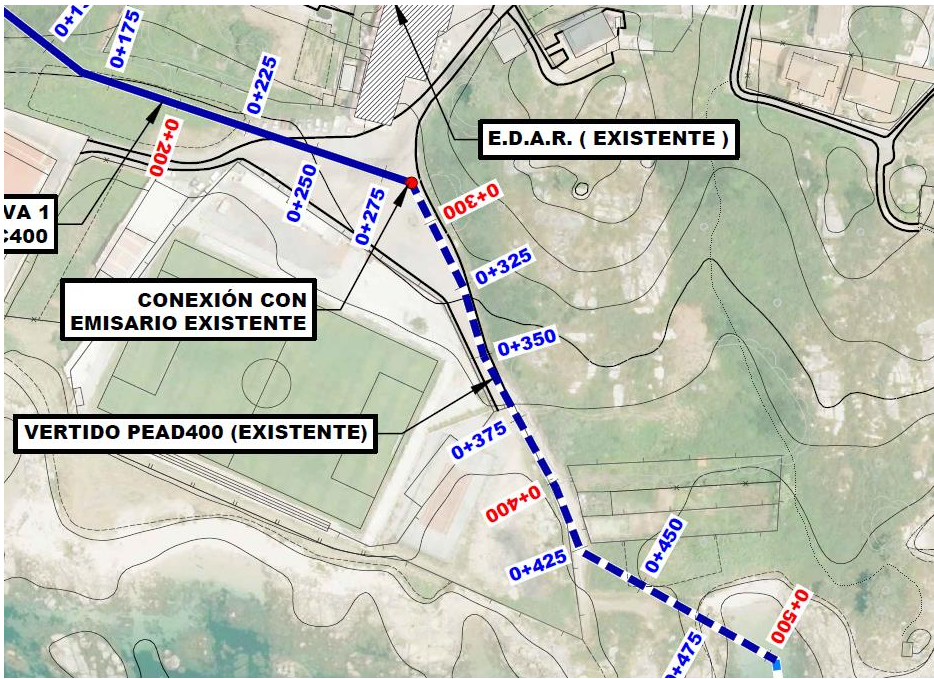 0+175
0+225
0+200
E.D.A.R. ( EXISTENTE )
0+250
0+275
0+300
VA 1
C400
0+325
CONEXIÓN CON
EMISARIO EXISTENTE
0+350
VERTIDO PEAD400 (EXISTENTE)
0+375
0+400
0+425
0+450
0+500
0+475